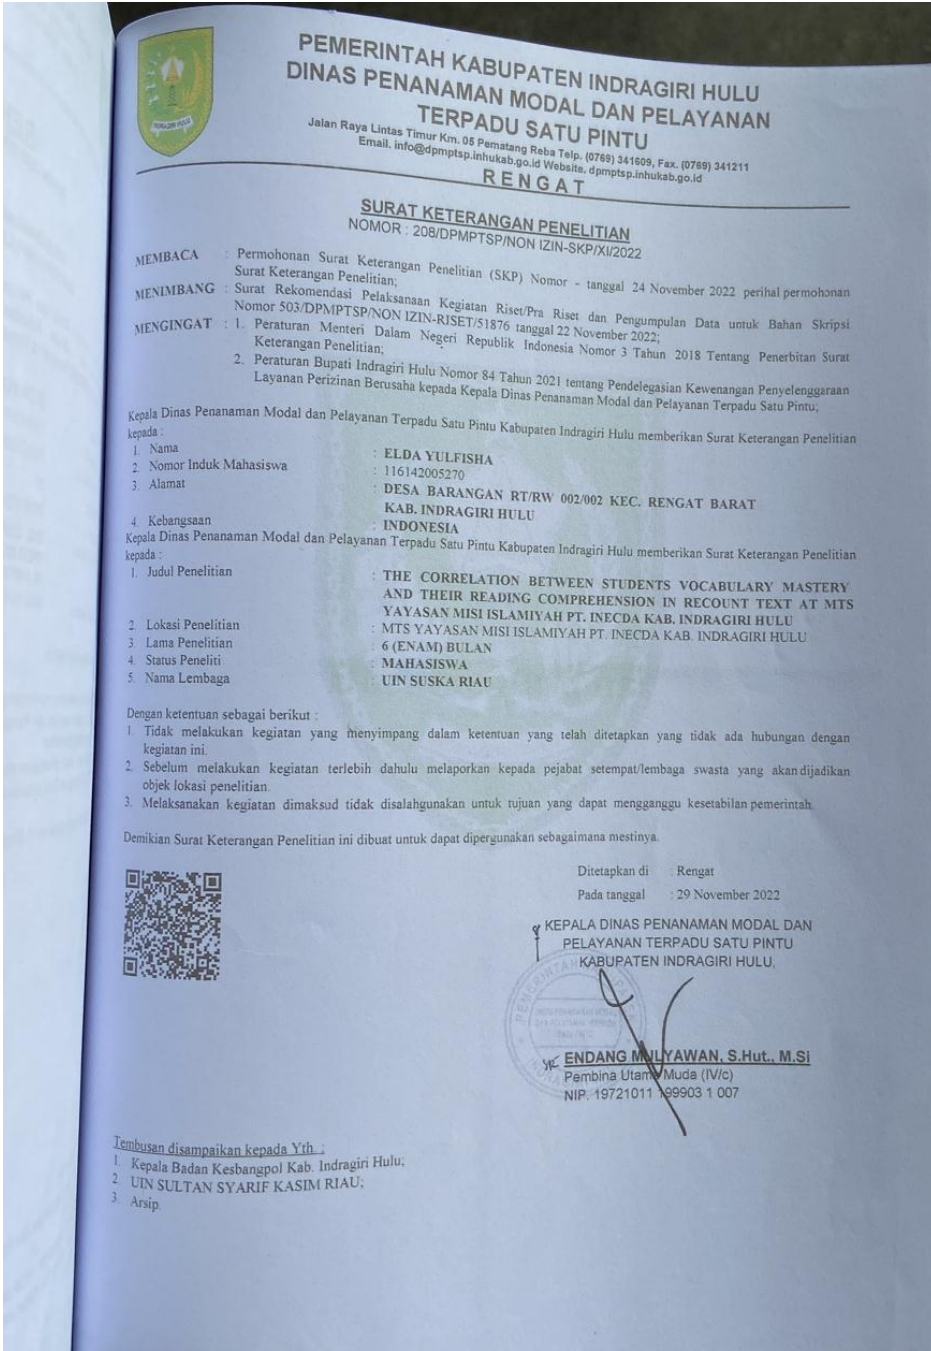 INDRAGIRI HULU
PEMERINTAH KABUPATEN INDRAGIRI HULU
DINAS PENANAMAN MODAL DAN PELAYANAN
TERPADU SATU PINTU
Jalan Raya Lintas Timur Km. 05 Pematang Reba Telp. (0769) 341609, Fax. (0769) 341211
Email. info@dpmptsp.inhukab.go.id Website. dpmptsp.inhukab.go.id
RENGAT
SURAT KETERANGAN PENELITIAN
NOMOR : 208/DPMPTSP/NON IZIN-SKP/XI/2022
MEMBACA : Permohonan Surat Keterangan Penelitian (SKP) Nomor - tanggal 24 November 2022 perihal permohonan
Surat Keterangan Penelitian;
MENIMBANG : Surat Rekomendasi Pelaksanaan Kegiatan Riset/Pra Riset dan Pengumpulan Data untuk Bahan Skripsi
Nomor 503/DPMPTSP/NON IZIN-RISET/51876 tanggal 22 November 2022;
MENGINGAT : 1. Peraturan Menteri Dalam Negeri Republik Indonesia Nomor 3 Tahun 2018 Tentang Penerbitan Surat
Keterangan Penelitian;
2. Peraturan Bupati Indragiri Hulu Nomor 84 Tahun 2021 tentang Pendelegasian Kewenangan Penyelenggaraan
Layanan Perizinan Berusaha kepada Kepala Dinas Penanaman Modal dan Pelayanan Terpadu Satu Pintu;
Kepala Dinas Penanaman Modal dan Pelayanan Terpadu Satu Pintu Kabupaten Indragiri Hulu memberikan Surat Keterangan Penelitian
kepada :
1. Nama : ELDA YULFISHA
2. Nomor Induk Mahasiswa : 116142005270
3. Alamat : DESA BARANGAN RT/RW 002/002 KEC. RENGAT BARAT
KAB. INDRAGIRI HULU
4. Kebangsaan : INDONESIA
Kepala Dinas Penanaman Modal dan Pelayanan Terpadu Satu Pintu Kabupaten Indragiri Hulu memberikan Surat Keterangan Penelitian
kepada :
1. Judul Penelitian : THE CORRELATION BETWEEN STUDENTS VOCABULARY MASTERY
AND THEIR READING COMPREHENSION IN RECOUNT TEXT AT MTS
YAYASAN MISI ISLAMIYAH PT. INECDA KAB. INDRAGIRI HULU
2. Lokasi Penelitian : MTS YAYASAN MISI ISLAMIYAH PT. INECDA KAB. INDRAGIRI HULU
3. Lama Penelitian : 6 (ENAM) BULAN
4. Status Peneliti : MAHASISWA
5. Nama Lembaga : UIN SUSKA RIAU
Dengan ketentuan sebagai berikut :
1. Tidak melakukan kegiatan yang menyimpang dalam ketentuan yang telah ditetapkan yang tidak ada hubungan dengan
kegiatan ini.
2. Sebelum melakukan kegiatan terlebih dahulu melaporkan kepada pejabat setempat/lembaga swasta yang akan dijadikan
objek lokasi penelitian.
3. Melaksanakan kegiatan dimaksud tidak disalahgunakan untuk tujuan yang dapat mengganggu kesetabilan pemerintah.
Demikian Surat Keterangan Penelitian ini dibuat untuk dapat dipergunakan sebagaimana mestinya.
Ditetapkan di : Rengat
Pada tanggal : 29 November 2022
KEPALA DINAS PENANAMAN MODAL DAN
PELAYANAN TERPADU SATU PINTU
KABUPATEN INDRAGIRI HULU,
ENDANG MULYAWAN, S.Hut., M.Si
Pembina Utama Muda (IV/c)
NIP. 19721011 199903 1 007
Tembusan disampaikan kepada Yth. :
1. Kepala Badan Kesbangpol Kab. Indragiri Hulu;
2. UIN SULTAN SYARIF KASIM RIAU;
3. Arsip.